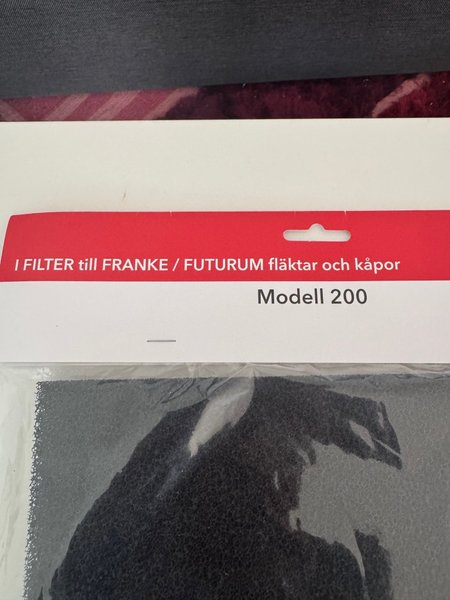 I FILTER till FRANKE / FUTURUM fläktar och kåpor
Modell 200